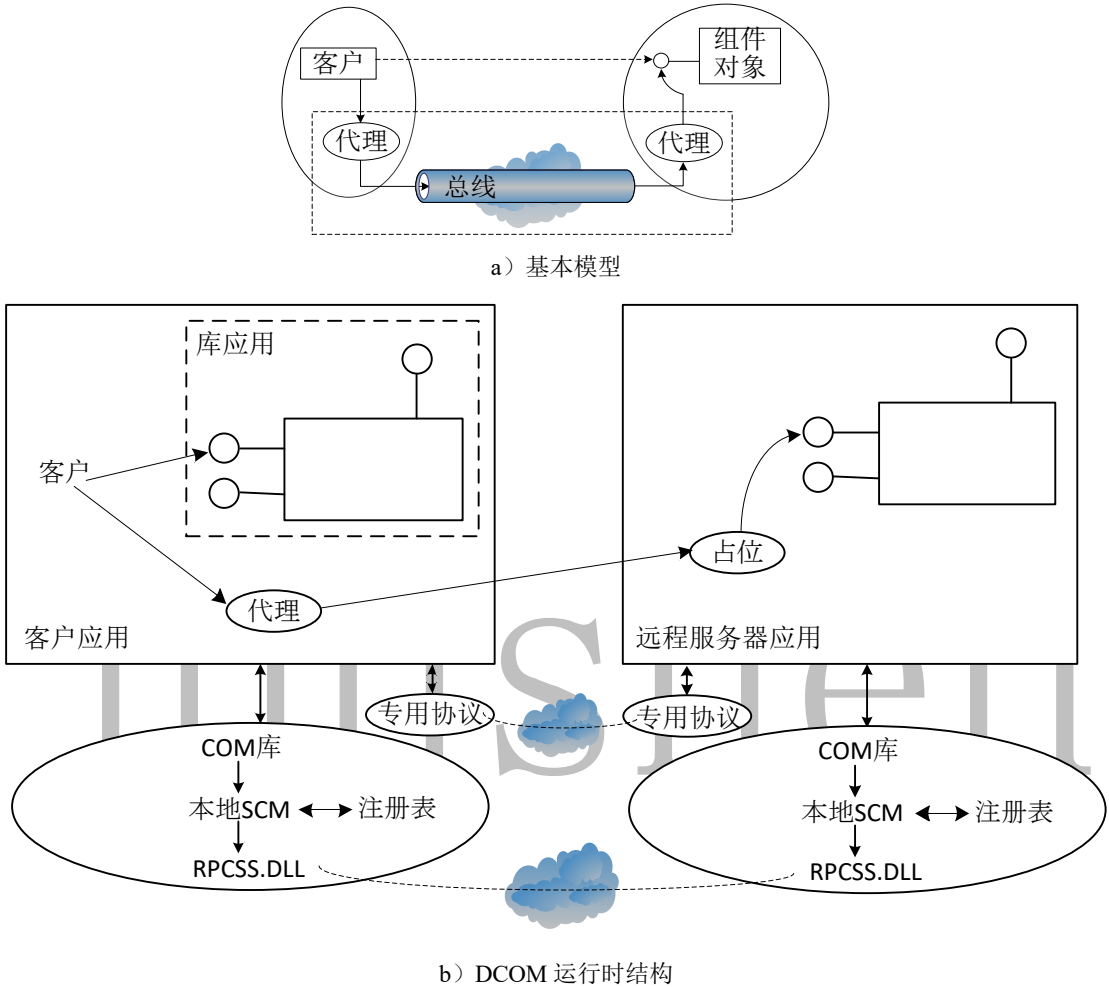 客户
组件
对象
代理
代理
总线
a）基本模型
库应用
客户
占位
代理
客户应用
远程服务器应用
专用协议
专用协议
COM库
COM库
本地SCM
注册表
本地SCM
注册表
RPCSS.DLL
RPCSS.DLL
b）DCOM 运行时结构